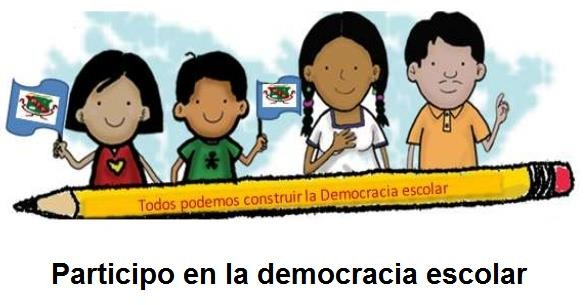 Todos podemos construir la Democracia escolar
Participo en la democracia escolar